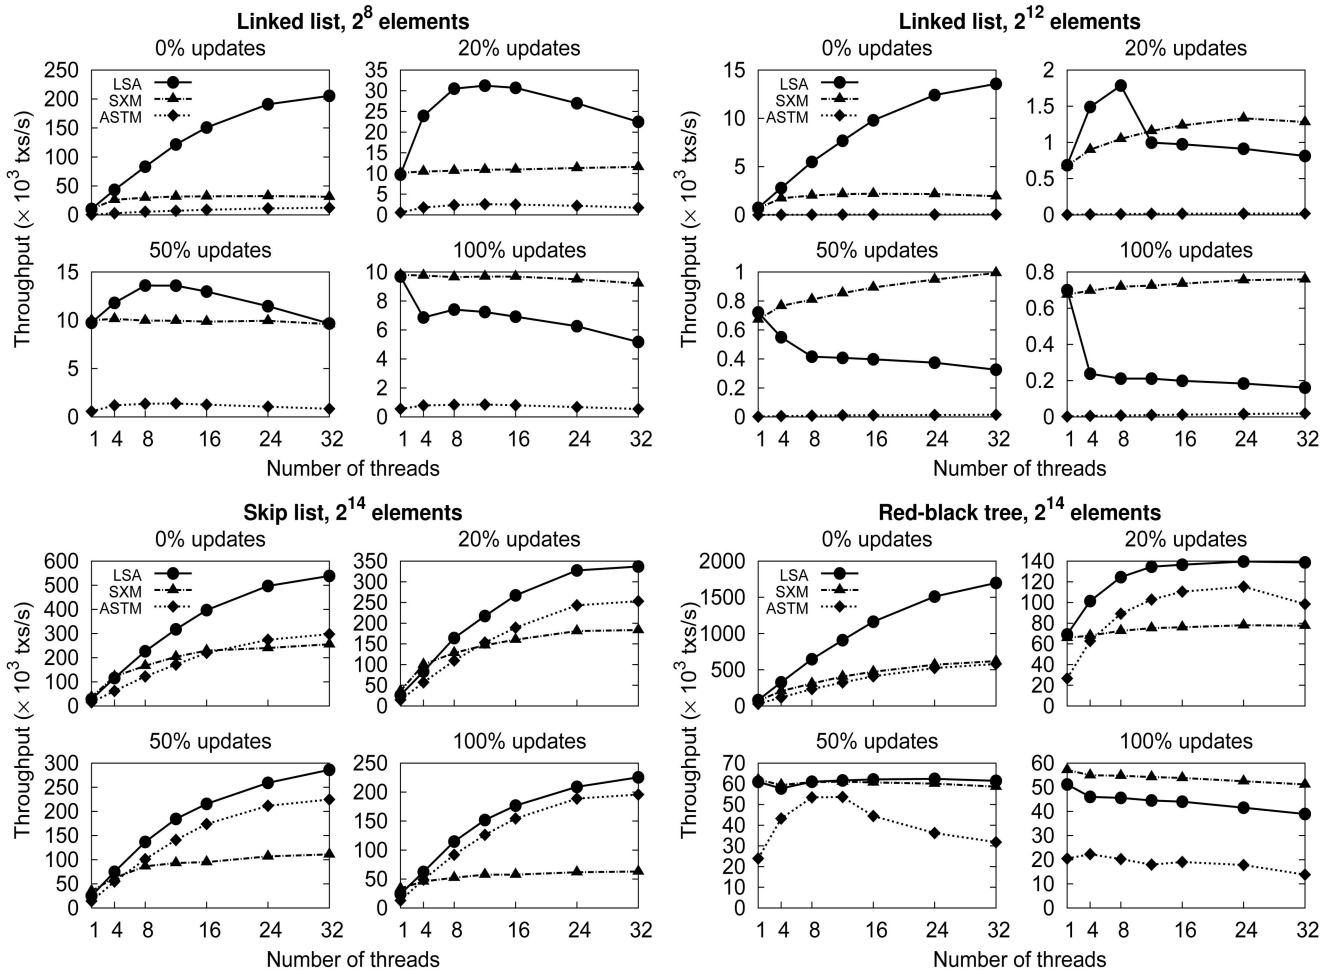 Linked list, 2^8 elements
0% updates
20% updates
Throughput (× 10^3 txs/s)
250
200
150
100
50
0
LSA
SXM
ASTM
35
30
25
20
15
10
5
0
50% updates
100% updates
15
10
5
0
10
8
6
4
2
0
1 4 8 16 24 32
1 4 8 16 24 32
Number of threads
Linked list, 2^12 elements
0% updates
20% updates
Throughput (× 10^3 txs/s)
15
10
5
0
LSA
SXM
ASTM
2
1.5
1
0.5
0
50% updates
100% updates
1
0.8
0.6
0.4
0.2
0
0.8
0.6
0.4
0.2
0
1 4 8 16 24 32
1 4 8 16 24 32
Number of threads
Skip list, 2^14 elements
0% updates
20% updates
Throughput (× 10^3 txs/s)
600
500
400
300
200
100
0
LSA
SXM
ASTM
350
300
250
200
150
100
50
0
50% updates
100% updates
300
250
200
150
100
50
0
250
200
150
100
50
0
1 4 8 16 24 32
1 4 8 16 24 32
Number of threads
Red-black tree, 2^14 elements
0% updates
20% updates
Throughput (× 10^3 txs/s)
2000
1500
1000
500
0
LSA
SXM
ASTM
140
120
100
80
60
40
20
0
50% updates
100% updates
70
60
50
40
30
20
10
0
60
50
40
30
20
10
0
1 4 8 16 24 32
1 4 8 16 24 32
Number of threads